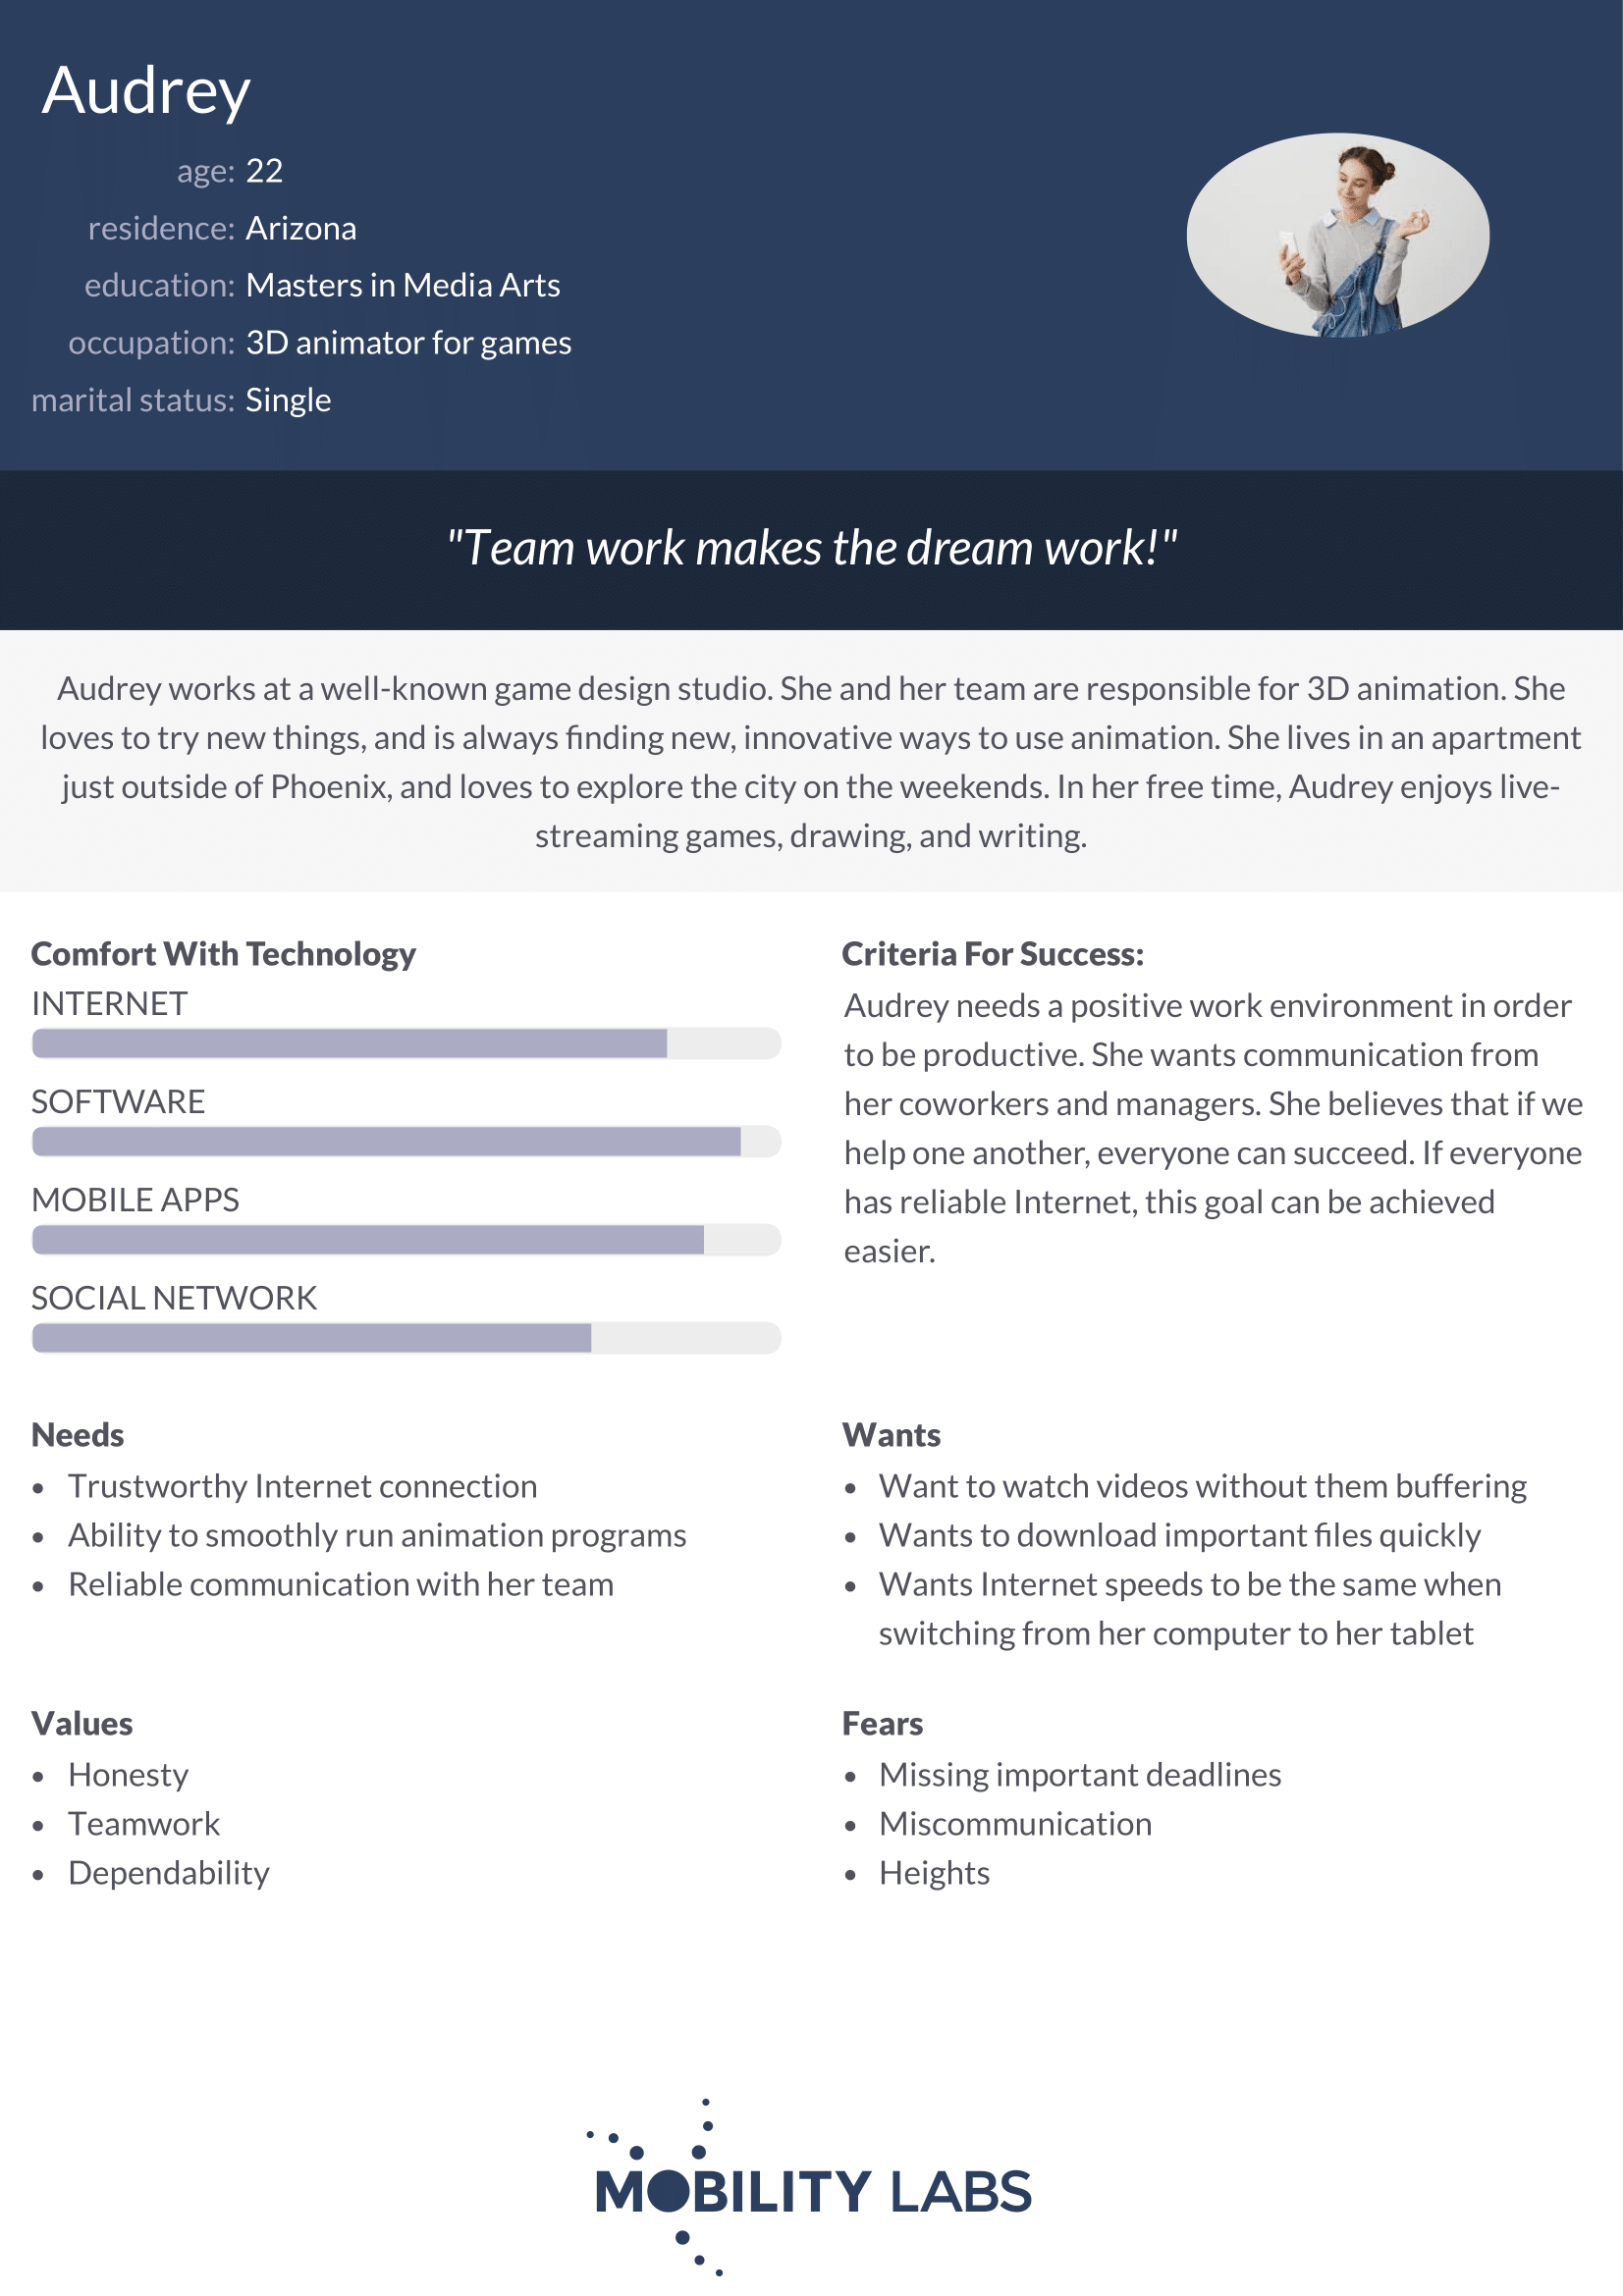 Audrey
age: 22
residence: Arizona
education: Masters in Media Arts
occupation: 3D animator for games
marital status: Single
"Team work makes the dream work!"
Audrey works at a well-known game design studio. She and her team are responsible for 3D animation. She
loves to try new things, and is always finding new, innovative ways to use animation. She lives in an apartment
just outside of Phoenix, and loves to explore the city on the weekends. In her free time, Audrey enjoys live-
streaming games, drawing, and writing.
Comfort With Technology
INTERNET
SOFTWARE
MOBILE APPS
SOCIAL NETWORK
Criteria For Success:
Audrey needs a positive work environment in order
to be productive. She wants communication from
her coworkers and managers. She believes that if we
help one another, everyone can succeed. If everyone
has reliable Internet, this goal can be achieved
easier.
Needs
• Trustworthy Internet connection
• Ability to smoothly run animation programs
• Reliable communication with her team
Wants
• Want to watch videos without them buffering
• Wants to download important files quickly
• Wants Internet speeds to be the same when
switching from her computer to her tablet
Values
• Honesty
• Teamwork
• Dependability
Fears
• Missing important deadlines
• Miscommunication
• Heights
MOBILITY LABS